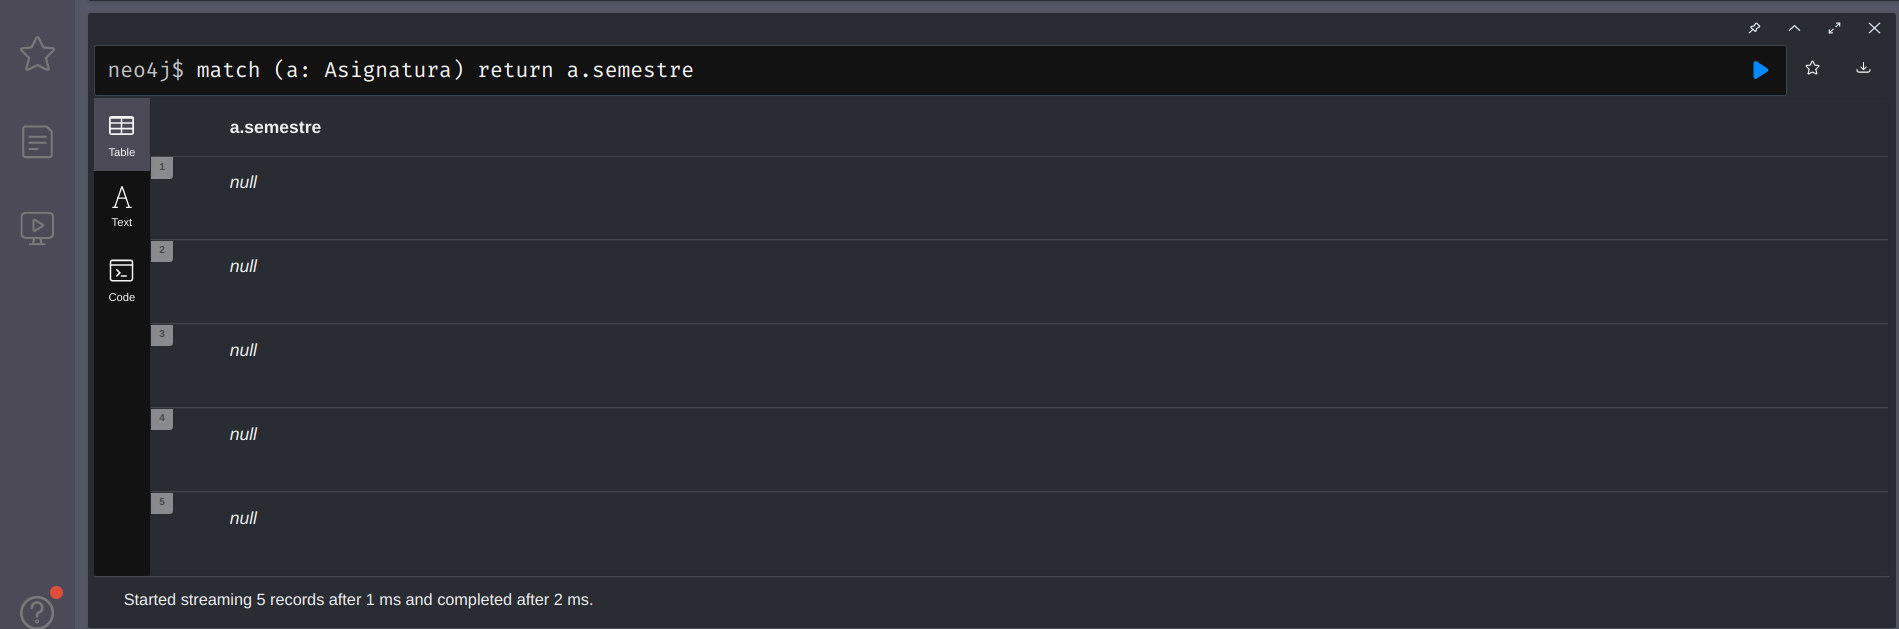 neo4j$ match (a: Asignatura) return a.semestre
Table
Text
Code
a.semestre
1
null
2
null
3
null
4
null
5
null
Started streaming 5 records after 1 ms and completed after 2 ms.